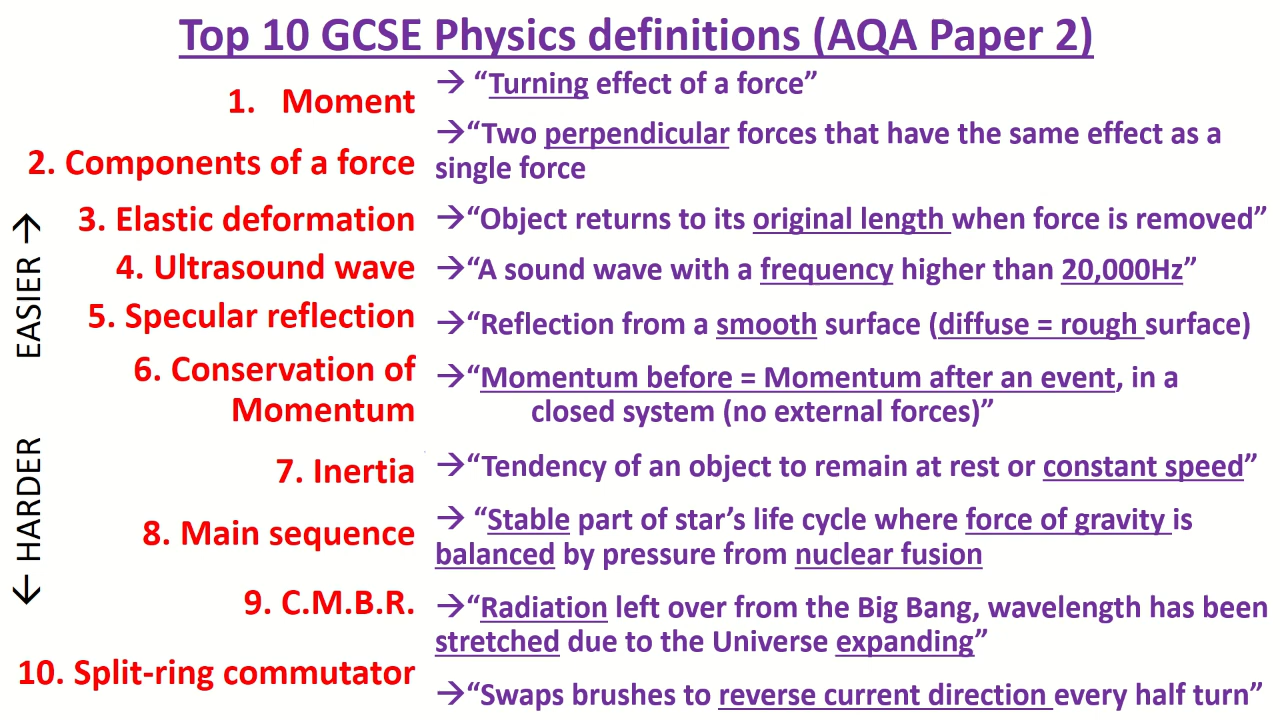 Top 10 GCSE Physics definitions (AQA Paper 2)
1. Moment
→ “Turning effect of a force”
2. Components of a force
→“Two perpendicular forces that have the same effect as a
single force
3. Elastic deformation
→“Object returns to its original length when force is removed”
4. Ultrasound wave
→“A sound wave with a frequency higher than 20,000Hz”
5. Specular reflection
→“Reflection from a smooth surface (diffuse = rough surface)
6. Conservation of
Momentum
→“Momentum before = Momentum after an event, in a
closed system (no external forces)”
7. Inertia
→“Tendency of an object to remain at rest or constant speed”
8. Main sequence
→ “Stable part of star’s life cycle where force of gravity is
balanced by pressure from nuclear fusion
9. C.M.B.R.
→“Radiation left over from the Big Bang, wavelength has been
stretched due to the Universe expanding”
10. Split-ring commutator
→“Swaps brushes to reverse current direction every half turn”
EASIER →
← HARDER